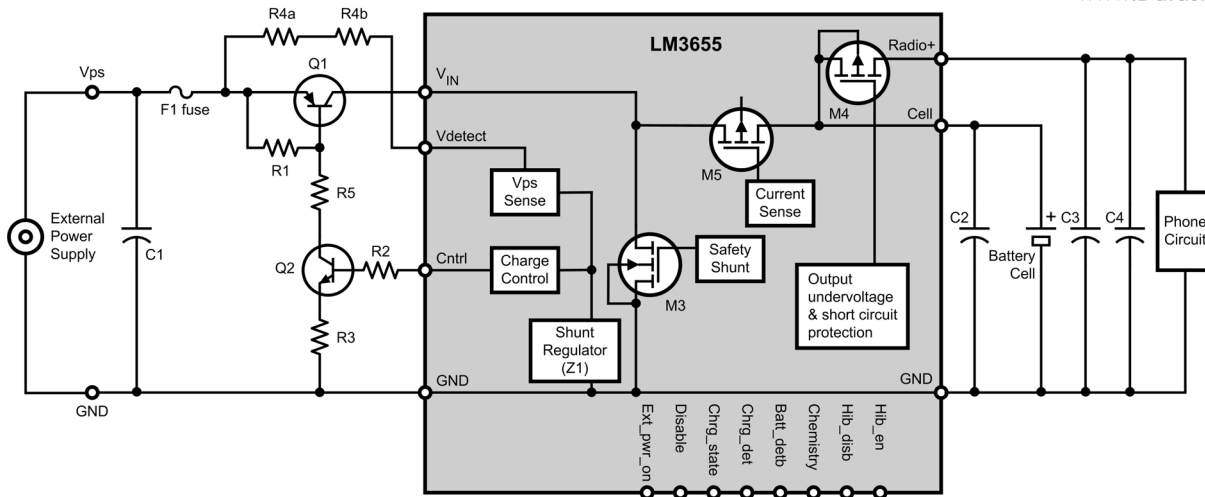 R4a
R4b
LM3655
Radio+
Vps
Q1
VIN
F1 fuse
M4
Cell
Vdetect
R1
M5
R5
Vps
Sense
Current
Sense
External
Power
Supply
C1
C2
+
C3
C4
Phone
Circuit
Q2
R2
Cntrl
Charge
Control
Safety
Shunt
Battery
Cell
M3
Output
undervoltage
& short circuit
protection
R3
Shunt
Regulator
(Z1)
GND
GND
GND
Ext_pwr_on
Disable
Chrg_state
Chrg_det
Batt_detb
Chemistry
Hib_disb
Hib_en